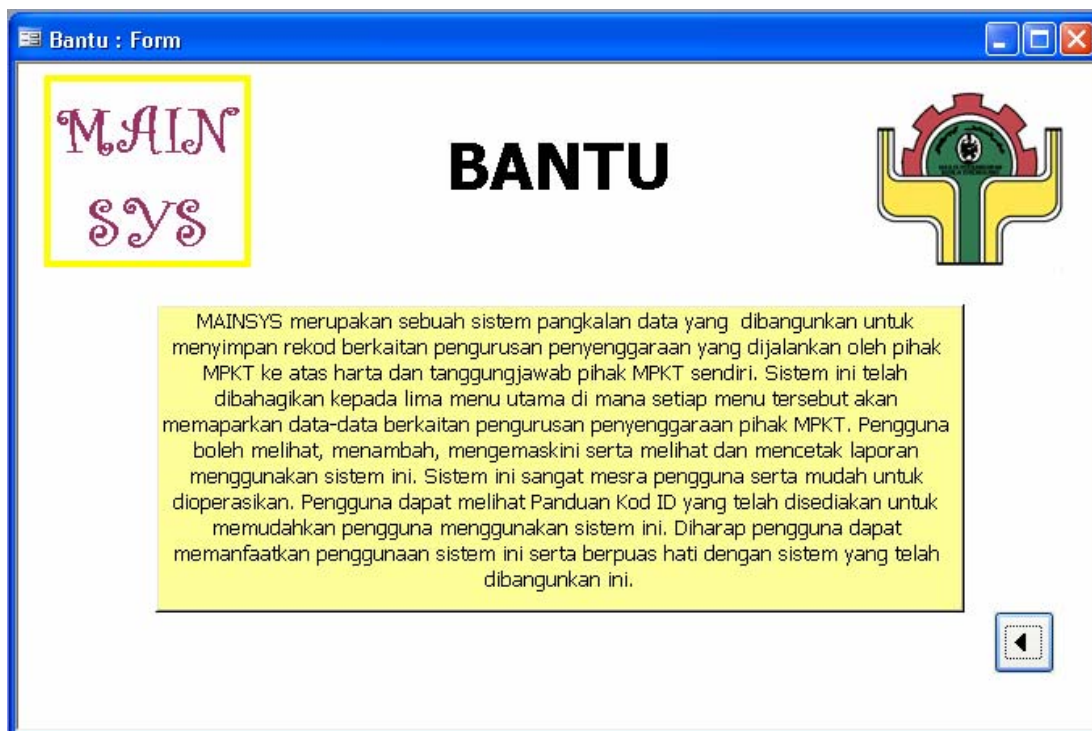 Bantu : Form
MAIN
SYS
BANTU
MAINSYS merupakan sebuah sistem pangkalan data yang dibangunkan untuk
menyimpan rekod berkaitan pengurusan penyenggaraan yang dijalankan oleh pihak
MPKT ke atas harta dan tanggungjawab pihak MPKT sendiri. Sistem ini telah
dibahagikan kepada lima menu utama di mana setiap menu tersebut akan
memaparkan data-data berkaitan pengurusan penyenggaraan pihak MPKT. Pengguna
boleh melihat, menambah, mengemaskini serta melihat dan mencetak laporan
menggunakan sistem ini. Sistem ini sangat mesra pengguna serta mudah untuk
dioperasikan. Pengguna dapat melihat Panduan Kod ID yang telah disediakan untuk
memudahkan pengguna menggunakan sistem ini. Diharap pengguna dapat
memanfaatkan penggunaan sistem ini serta berpuas hati dengan sistem yang telah
dibangunkan ini.